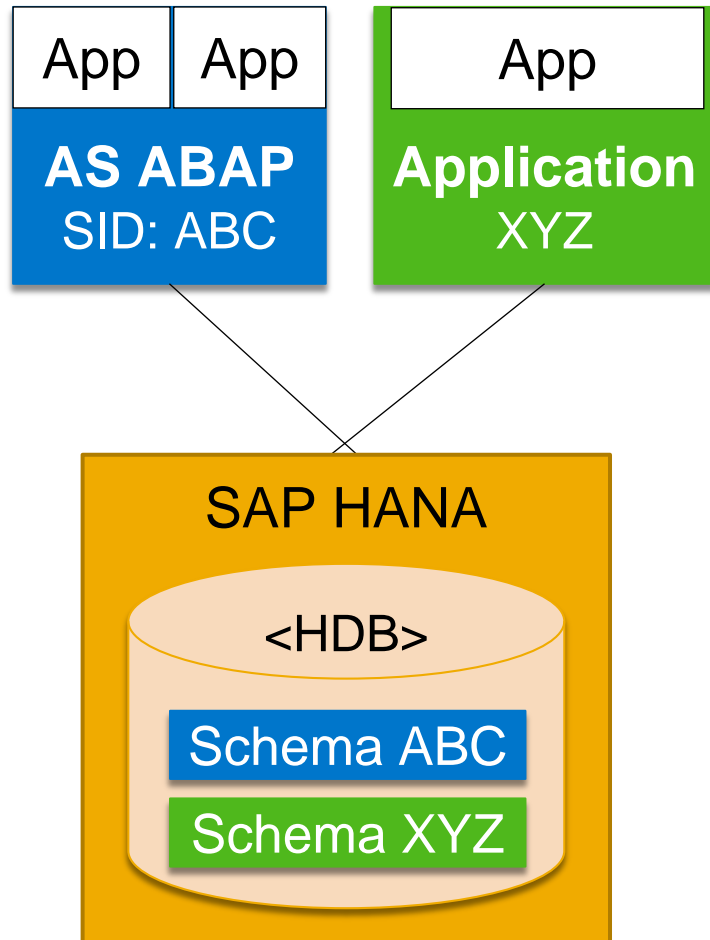 App
App
App
AS ABAP
SID: ABC
Application
XYZ
SAP HANA
<HDB>
Schema ABC
Schema XYZ